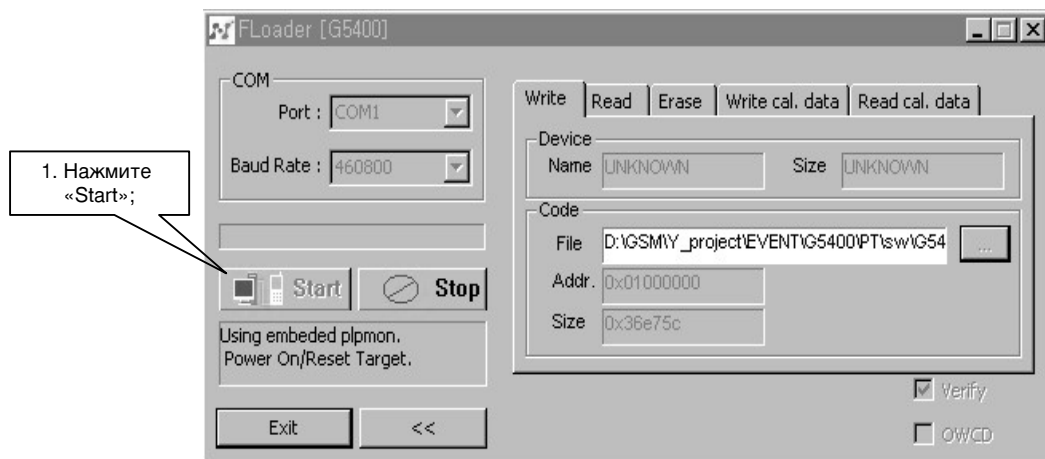 FLoader [G5400]
COM
Port : COM1
Baud Rate : 460800
1. Нажмите
«Start»;
Start
Stop
Using embeded plpmon.
Power On/Reset Target.
Exit
<<
Write Read Erase Write cal. data Read cal. data
Device
Name UNKNOWN Size UNKNOWN
Code
File D:\GSM\Y_project\EVENT\G5400\PT\sw\G54 ...
Addr. 0x01000000
Size 0x36e75c
Verify
OWCD